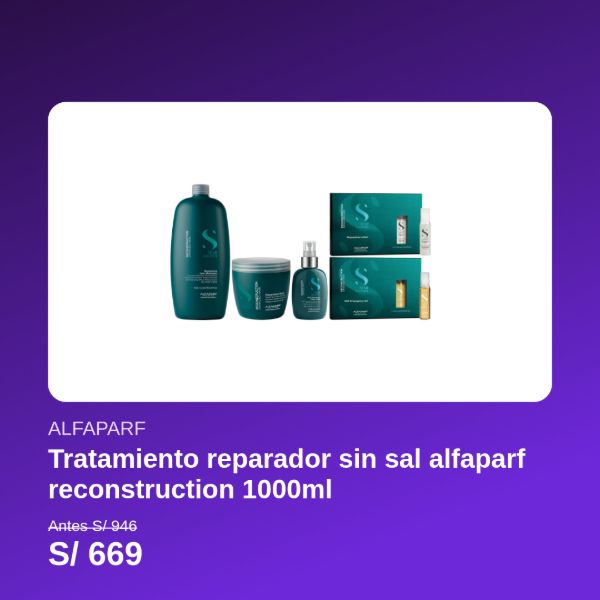 ALFAPARF
Tratamiento reparador sin sal alfaparf
reconstruction 1000ml
Antes S/ 946
S/ 669